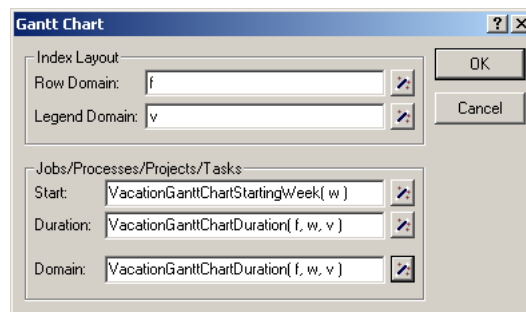 Gantt Chart
Index Layout
Row Domain: f
Legend Domain: v
OK
Cancel
Jobs/Processes/Projects/Tasks
Start: VacationGanttChartStartingWeek( w )
Duration: VacationGanttChartDuration( f, w, v )
Domain: VacationGanttChartDuration( f, w, v )